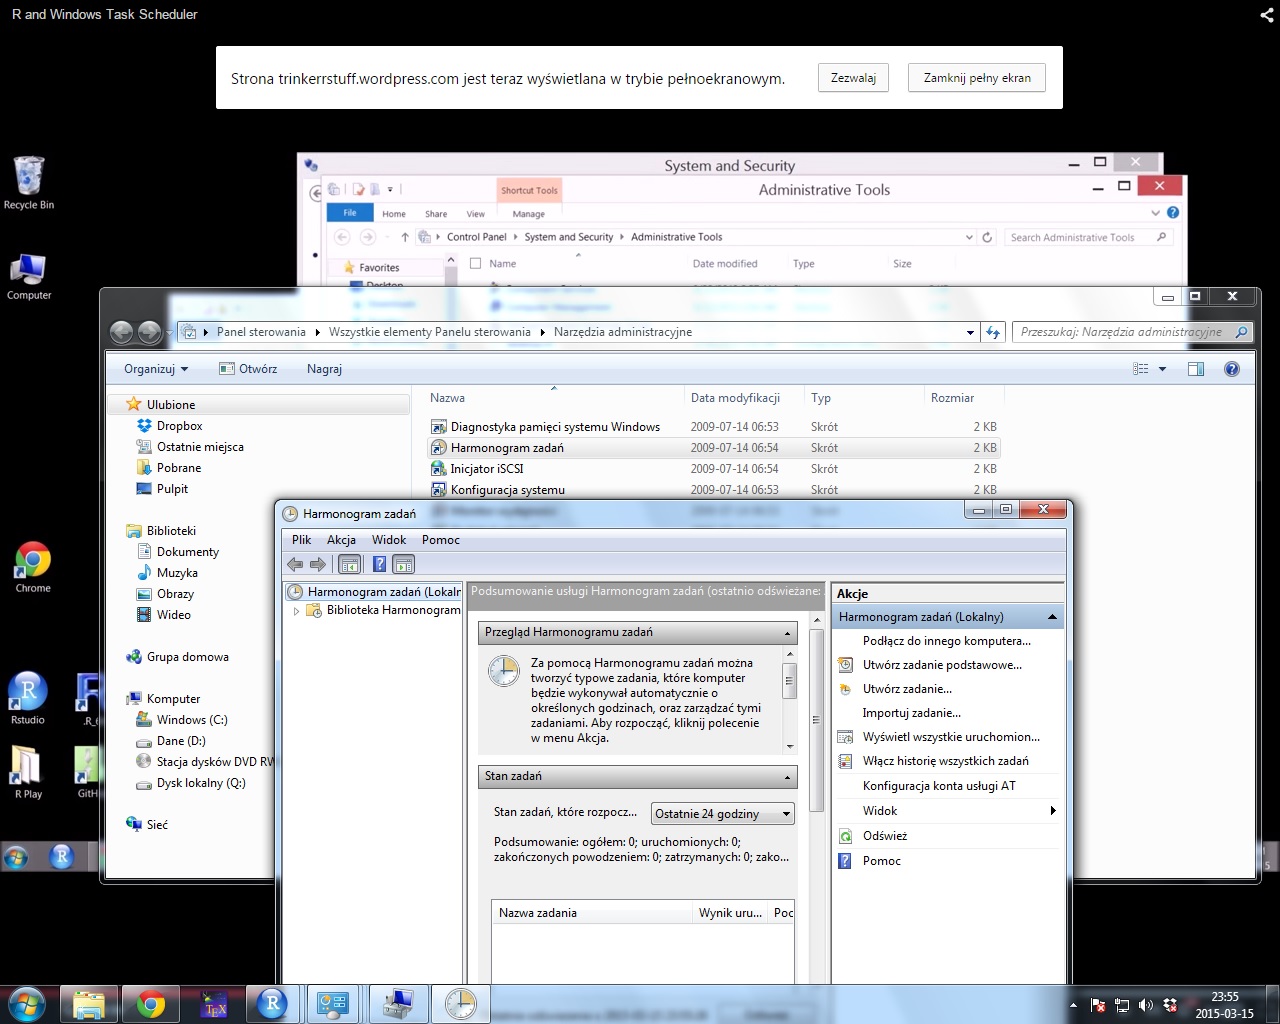 R and Windows Task Scheduler
Strona trinkerrstuff.wordpress.com jest teraz wyświetlana w trybie pełnoekranowym.
Zezwalaj
Zamknij pełny ekran
Recycle Bin
Computer
Chrome
Rstudio
R Play
GitH
System and Security
Shortcut Tools
Administrative Tools
File
Home
Share
View
Manage
Control Panel
System and Security
Administrative Tools
Search Administrative Tools
Favorites
Name
Date modified
Type
Size
Desktop
Panel sterowania
Wszystkie elementy Panelu sterowania
Narzędzia administracyjne
Przeszukaj: Narzędzia administracyjne
Organizuj
Otwórz
Nagraj
Ulubione
Dropbox
Ostatnie miejsca
Pobrane
Pulpit
Biblioteki
Dokumenty
Muzyka
Obrazy
Wideo
Grupa domowa
Komputer
Windows (C:)
Dane (D:)
Stacja dysków DVD RW
Dysk lokalny (Q:)
Sieć
Nazwa
Data modyfikacji
Typ
Rozmiar
Diagnostyka pamięci systemu Windows 2009-07-14 06:53 Skrót 2 KB
Harmonogram zadań 2009-07-14 06:54 Skrót 2 KB
Inicjator iSCSI 2009-07-14 06:54 Skrót 2 KB
Konfiguracja systemu 2009-07-14 06:53 Skrót 2 KB
Harmonogram zadań
Plik
Akcja
Widok
Pomoc
Harmonogram zadań (Lokaln
Biblioteka Harmonogram
Podsumowanie usługi Harmonogram zadań (ostatnio odświeżane:
Przegląd Harmonogramu zadań
Za pomocą Harmonogramu zadań można
tworzyć typowe zadania, które komputer
będzie wykonywał automatycznie o
określonych godzinach, oraz zarządzać tymi
zadaniami. Aby rozpocząć, kliknij polecenie
w menu Akcja.
Stan zadań
Stan zadań, które rozpocz...
Ostatnie 24 godziny
Podsumowanie: ogółem: 0; uruchomionych: 0;
zakończonych powodzeniem: 0; zatrzymanych: 0; zako...
Nazwa zadania
Wynik uru...
Poc
Akcje
Harmonogram zadań (Lokalny)
Podłącz do innego komputera...
Utwórz zadanie podstawowe...
Utwórz zadanie...
Importuj zadanie...
Wyświetl wszystkie uruchomion...
Włącz historię wszystkich zadań
Konfiguracja konta usługi AT
Widok
Odśwież
Pomoc
23:55
2015-03-15